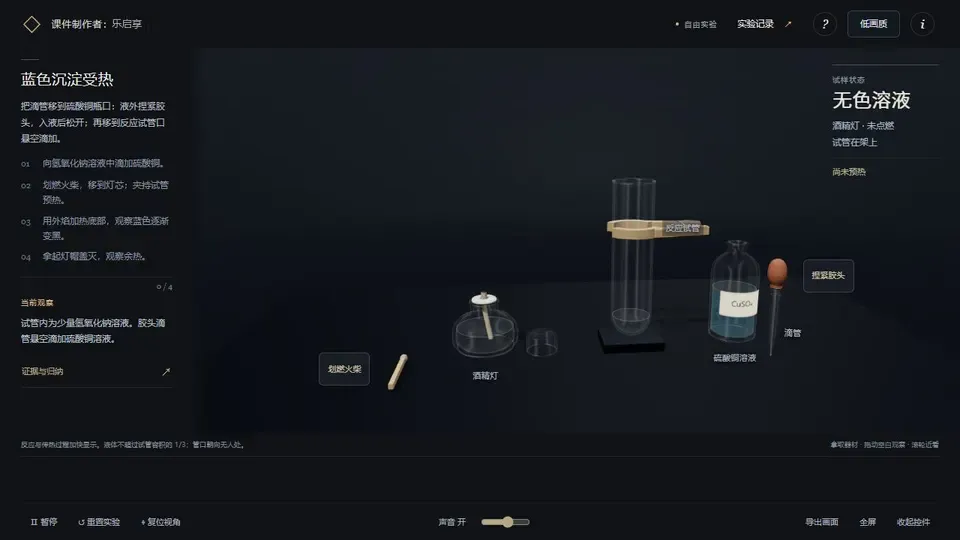 课件制作者：乐启享
自由实验
实验记录 ↗
?
低画质
i
蓝色沉淀受热
把滴管移到硫酸铜瓶口：液外捏紧胶
头，入液后松开；再移到反应试管口
悬空滴加。
01 向氢氧化钠溶液中滴加硫酸铜。
02 划燃火柴，移到灯芯；夹持试管
预热。
03 用外焰加热底部，观察蓝色逐渐
变黑。
04 拿起灯帽盖灭，观察余热。
0 / 4
当前观察
试管内为少量氢氧化钠溶液。胶头滴
管悬空滴加硫酸铜溶液。
证据与归纳 ↗
试样状态
无色溶液
酒精灯 · 未点燃
试管在架上
尚未预热
反应试管
捏紧胶头
CuSO₄
滴管
硫酸铜溶液
酒精灯
划燃火柴
反应与传热过程加快显示。液体不超过试管容积的 1/3；管口朝向无人处。
拿取器材 · 拖动空白观察 · 滚轮近看
暂停
重置实验
复位视角
声音 开
导出画面
全屏
收起控件